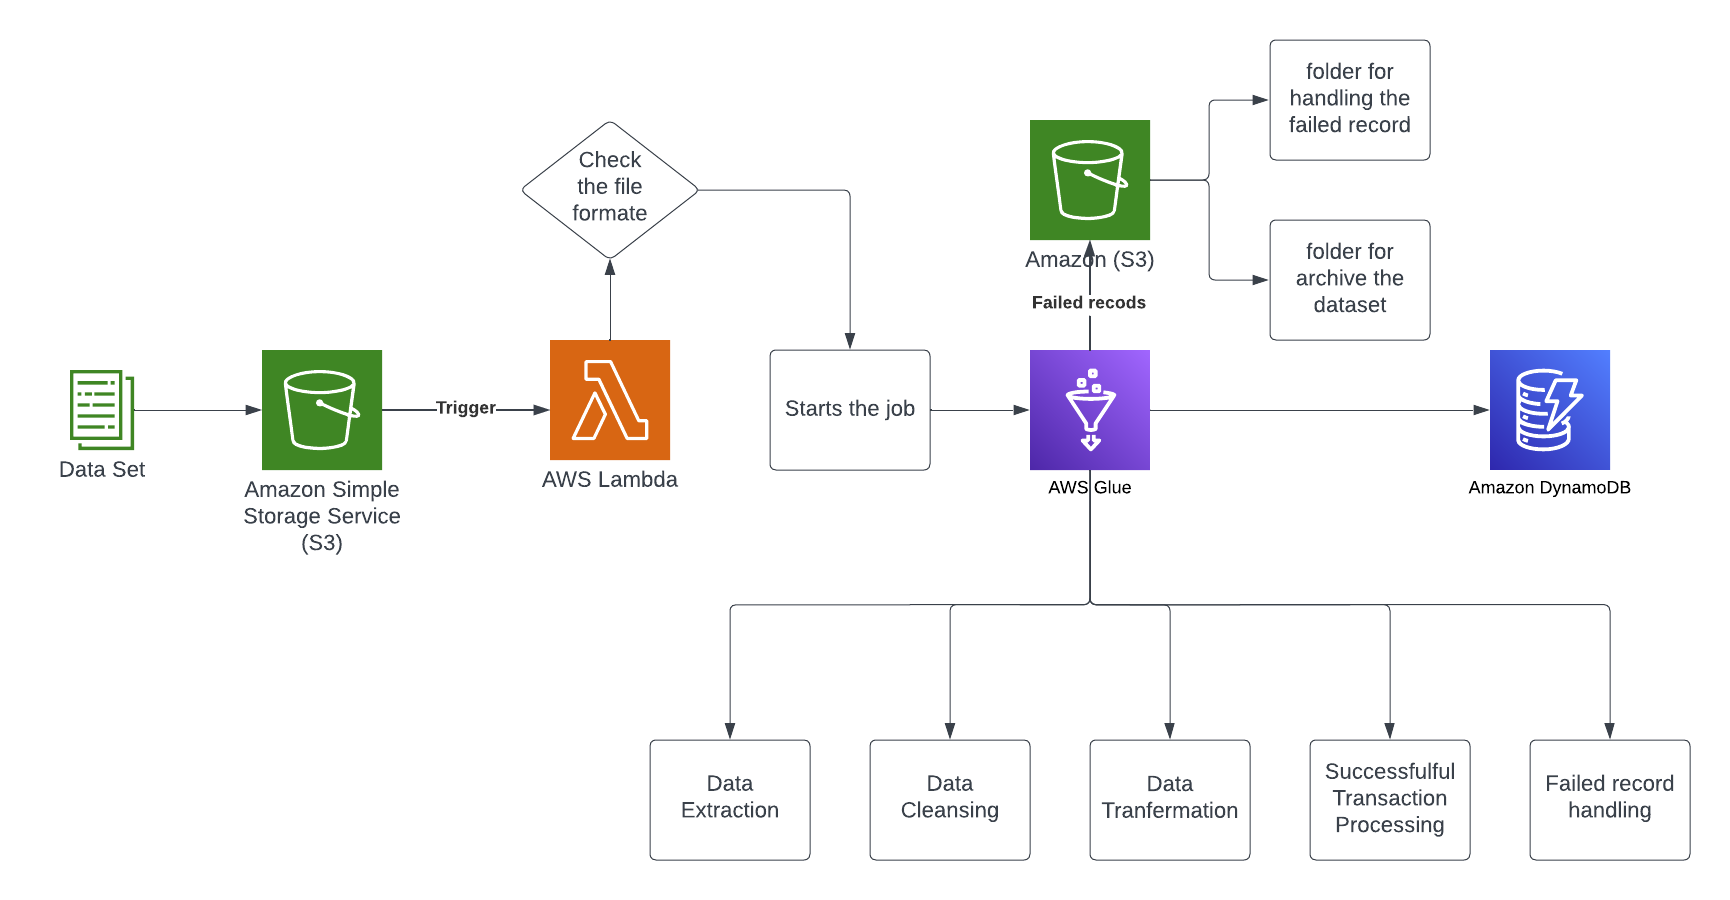 folder for
handling the
failed record
Check
the file
formate
Amazon (S3)
folder for
archive the
dataset
Failed recods
Data Set
Amazon Simple
Storage Service
(S3)
Trigger
AWS Lambda
Starts the job
AWS Glue
Amazon DynamoDB
Data
Extraction
Data
Cleansing
Data
Tranfermation
Successfulful
Transaction
Processing
Failed record
handling